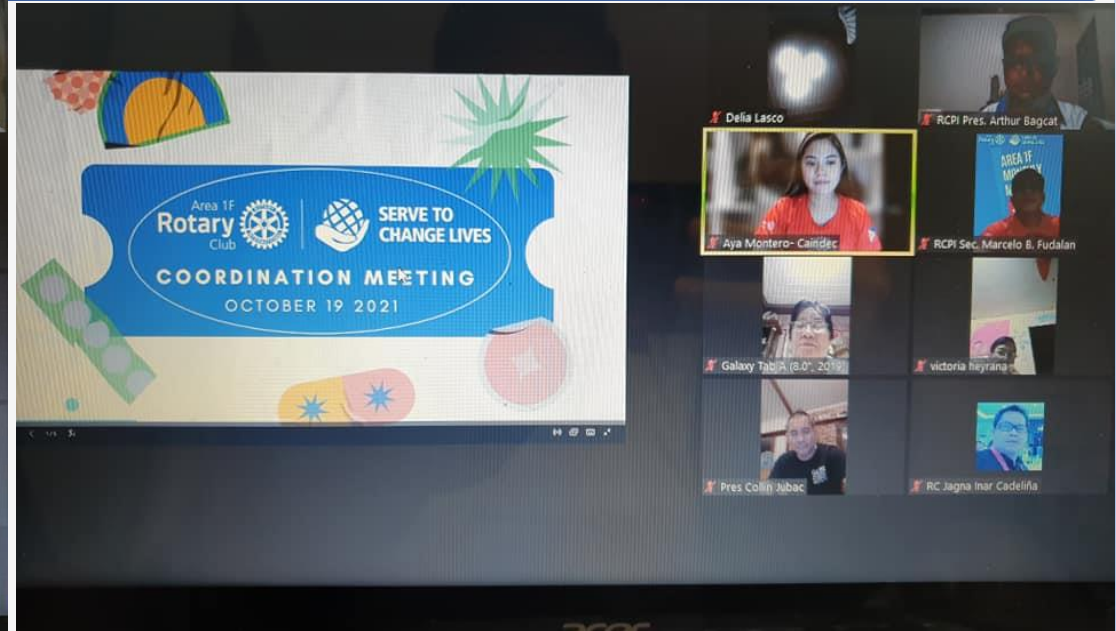 Area 1F
Rotary
Club
SERVE TO
CHANGE LIVES
COORDINATION MEETING
OCTOBER 19 2021
Delia Lasco
RCPI Pres. Arthur Bagcat
Aya Montero- Caindec
AREA 1F
RCPI Sec. Marcelo B. Fudalan
Galaxy Tab A (8.0", 2019)
victoria heyrana
Pres Collin Jubac
RC Jagna Inar Cadeliña
acer